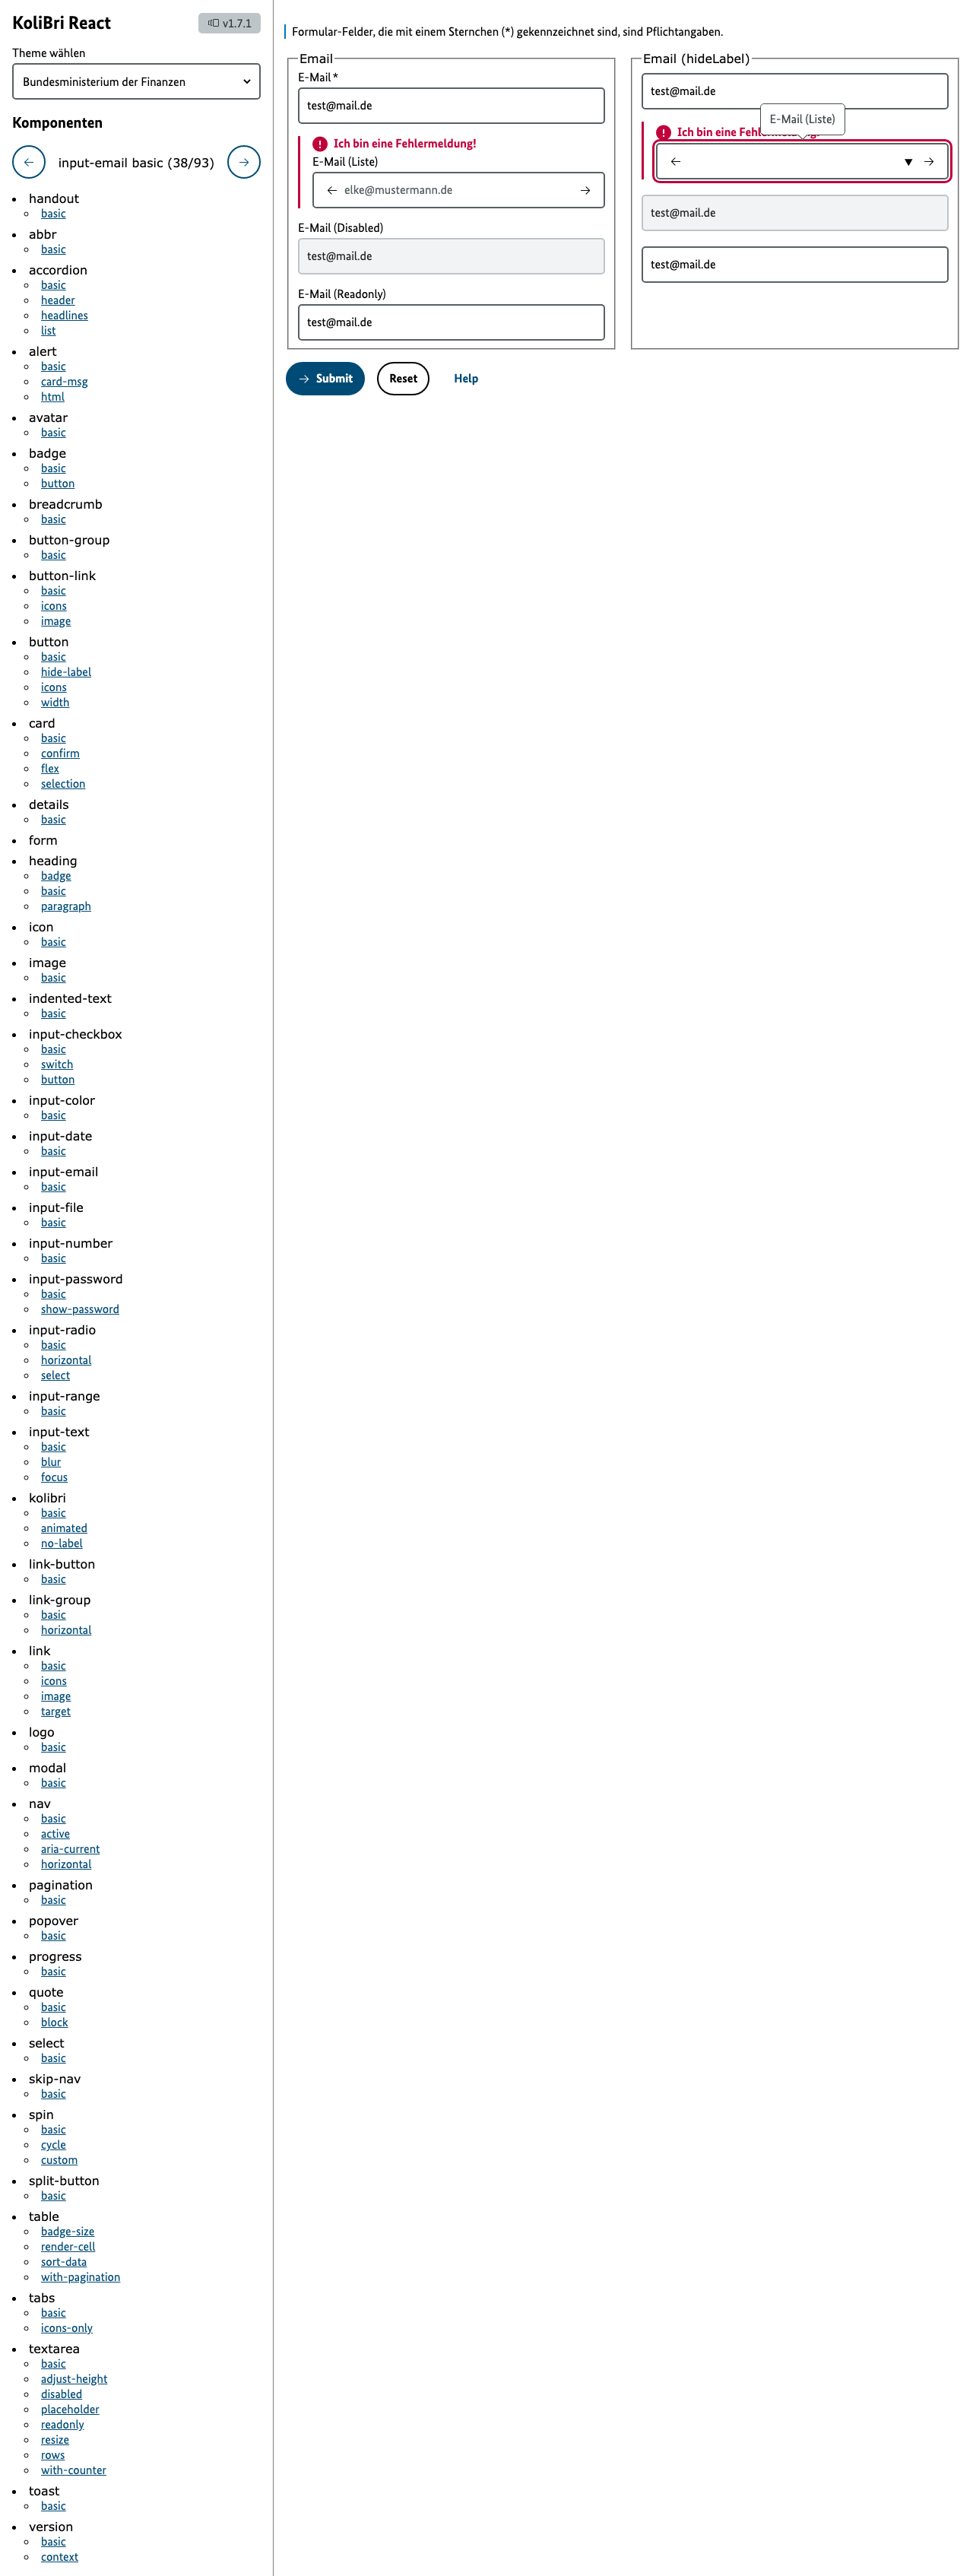 KoliBri React
v1.7.1
Theme wählen
Bundesministerium der Finanzen
Komponenten
input-email basic (38/93)
handout
basic
abbr
basic
accordion
basic
header
headlines
list
alert
basic
card-msg
html
avatar
basic
badge
basic
button
breadcrumb
basic
button-group
basic
button-link
basic
icons
image
button
basic
hide-label
icons
width
card
basic
confirm
flex
selection
details
basic
form
heading
badge
basic
paragraph
icon
basic
image
basic
indented-text
basic
input-checkbox
basic
switch
button
input-color
basic
input-date
basic
input-email
basic
input-file
basic
input-number
basic
input-password
basic
show-password
input-radio
basic
horizontal
select
input-range
basic
input-text
basic
blur
focus
kolibri
basic
animated
no-label
link-button
basic
link-group
basic
horizontal
link
basic
icons
image
target
logo
basic
modal
basic
nav
basic
active
aria-current
horizontal
pagination
basic
popover
basic
progress
basic
quote
basic
block
select
basic
skip-nav
basic
spin
basic
cycle
custom
split-button
basic
table
badge-size
render-cell
sort-data
with-pagination
tabs
basic
icons-only
textarea
basic
adjust-height
disabled
placeholder
readonly
resize
rows
with-counter
toast
basic
version
basic
context
Formular-Felder, die mit einem Sternchen (*) gekennzeichnet sind, sind Pflichtangaben.
Email
E-Mail *
test@mail.de
Ich bin eine Fehlermeldung!
E-Mail (Liste)
elke@mustermann.de
E-Mail (Disabled)
test@mail.de
E-Mail (Readonly)
test@mail.de
Email (hideLabel)
test@mail.de
E-Mail (Liste)
Ich bin eine
test@mail.de
test@mail.de
Submit
Reset
Help